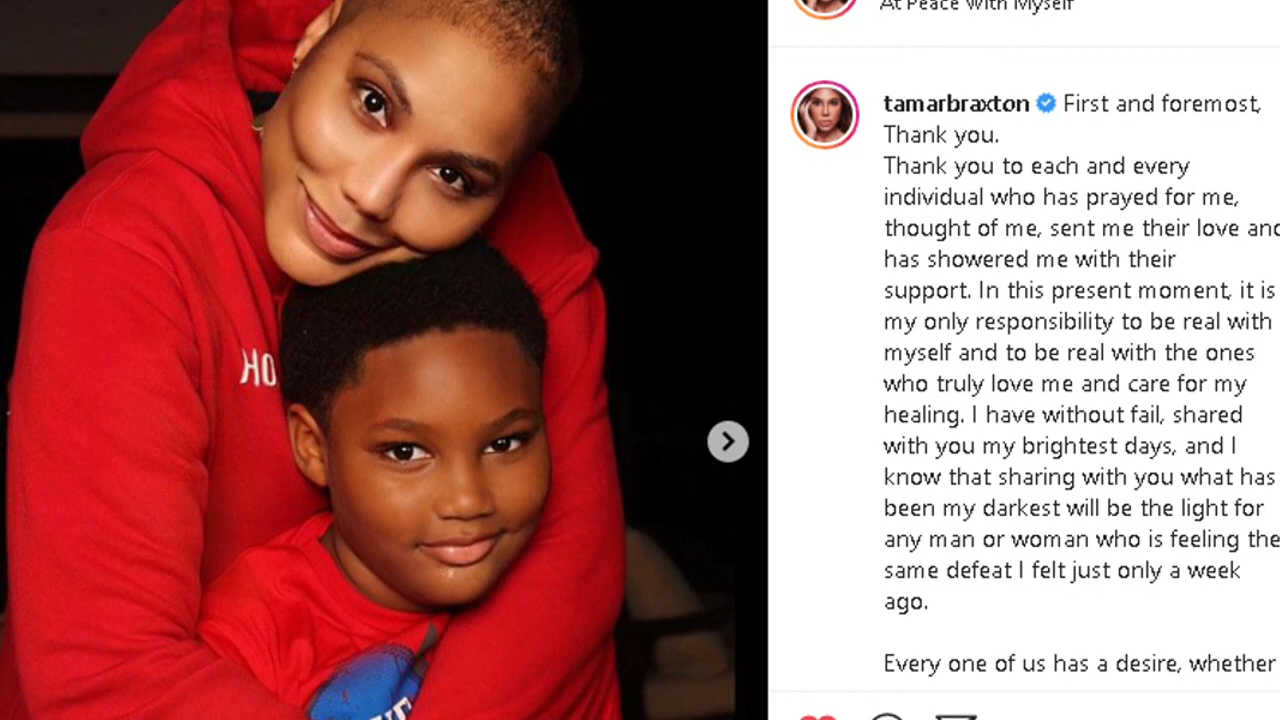 At Peace With Myself
tamarbraxton First and foremost,
Thank you.
Thank you to each and every
individual who has prayed for me,
thought of me, sent me their love and
has showered me with their
support. In this present moment, it is
my only responsibility to be real with
myself and to be real with the ones
who truly love me and care for my
healing. I have without fail, shared
with you my brightest days, and I
know that sharing with you what has
been my darkest will be the light for
any man or woman who is feeling the
same defeat I felt just only a week
ago.
Every one of us has a desire, whether
HO